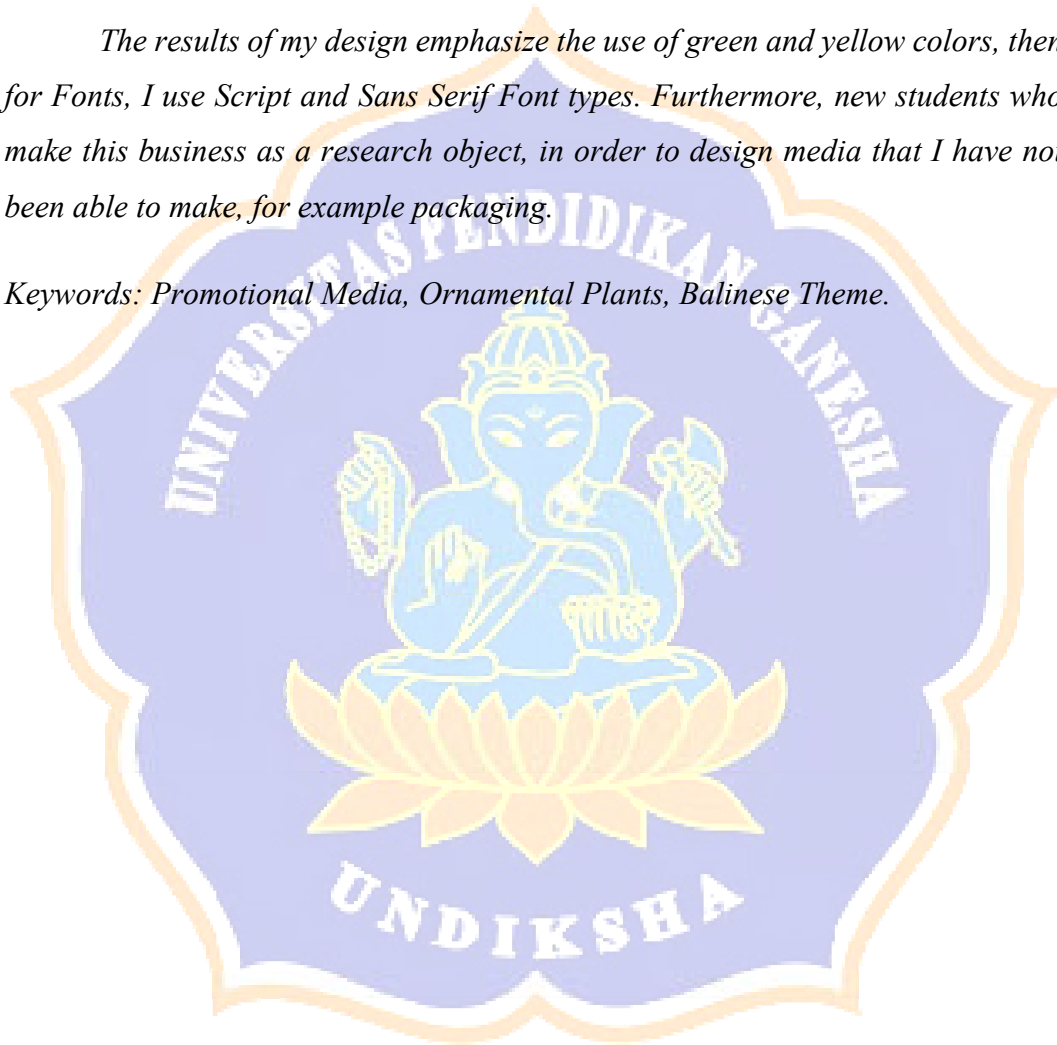 The results of my design emphasize the use of green and yellow colors, then
for Fonts, I use Script and Sans Serif Font types. Furthermore, new students who
make this business as a research object, in order to design media that I have not
been able to make, for example packaging.
Keywords: Promotional Media, Ornamental Plants, Balinese Theme.
UNIVERSITAS PENDIDIKAN GANESHA
UNDIKSHA